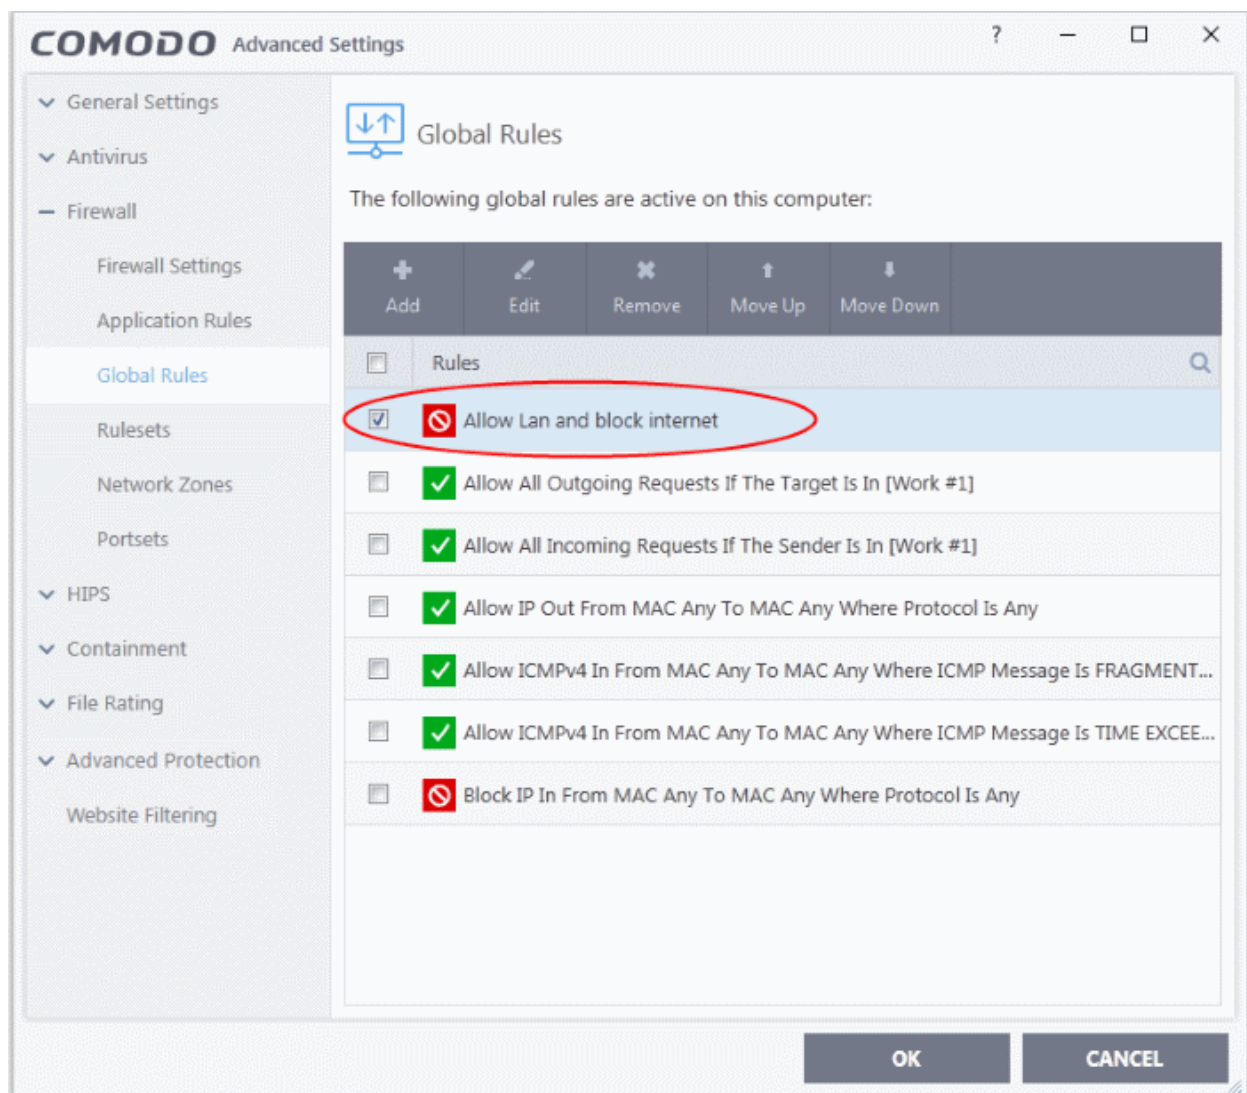 COMODO Advanced Settings ?
General Settings
Antivirus
Firewall
Firewall Settings
Application Rules
Global Rules
Rulesets
Network Zones
Portsets
HIPS
Containment
File Rating
Advanced Protection
Website Filtering
Global Rules
The following global rules are active on this computer:
Add Edit Remove Move Up Move Down
Rules
Allow Lan and block internet
Allow All Outgoing Requests If The Target Is In [Work #1]
Allow All Incoming Requests If The Sender Is In [Work #1]
Allow IP Out From MAC Any To MAC Any Where Protocol Is Any
Allow ICMPv4 In From MAC Any To MAC Any Where ICMP Message Is FRAGMENT...
Allow ICMPv4 In From MAC Any To MAC Any Where ICMP Message Is TIME EXCEE...
Block IP In From MAC Any To MAC Any Where Protocol Is Any
OK CANCEL